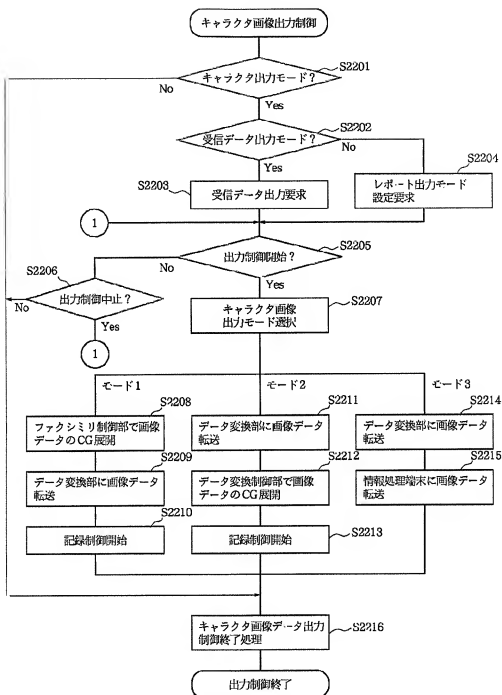 キャラクタ画像出力制御
S2201
キャラクタ出力モード?
No
Yes
S2202
受信データ出力モード?
No
Yes
S2203
受信データ出力要求
S2204
レポート出力モード
設定要求
1
S2205
出力制御開始?
No
Yes
S2206
出力制御中止?
No
Yes
1
S2207
キャラクタ画像
出力モード選択
モード1
モード2
モード3
S2208
ファクシミリ制御部で画像
データのCG展開
S2209
データ変換部に画像データ
転送
S2210
記録制御開始
S2211
データ変換部に画像データ
転送
S2212
データ変換制御部で画像
データのCG展開
S2213
記録制御開始
S2214
データ変換部に画像データ
転送
S2215
情報処理端末に画像データ
転送
S2216
キャラクタ画像データ出力
制御終了処理
出力制御終了